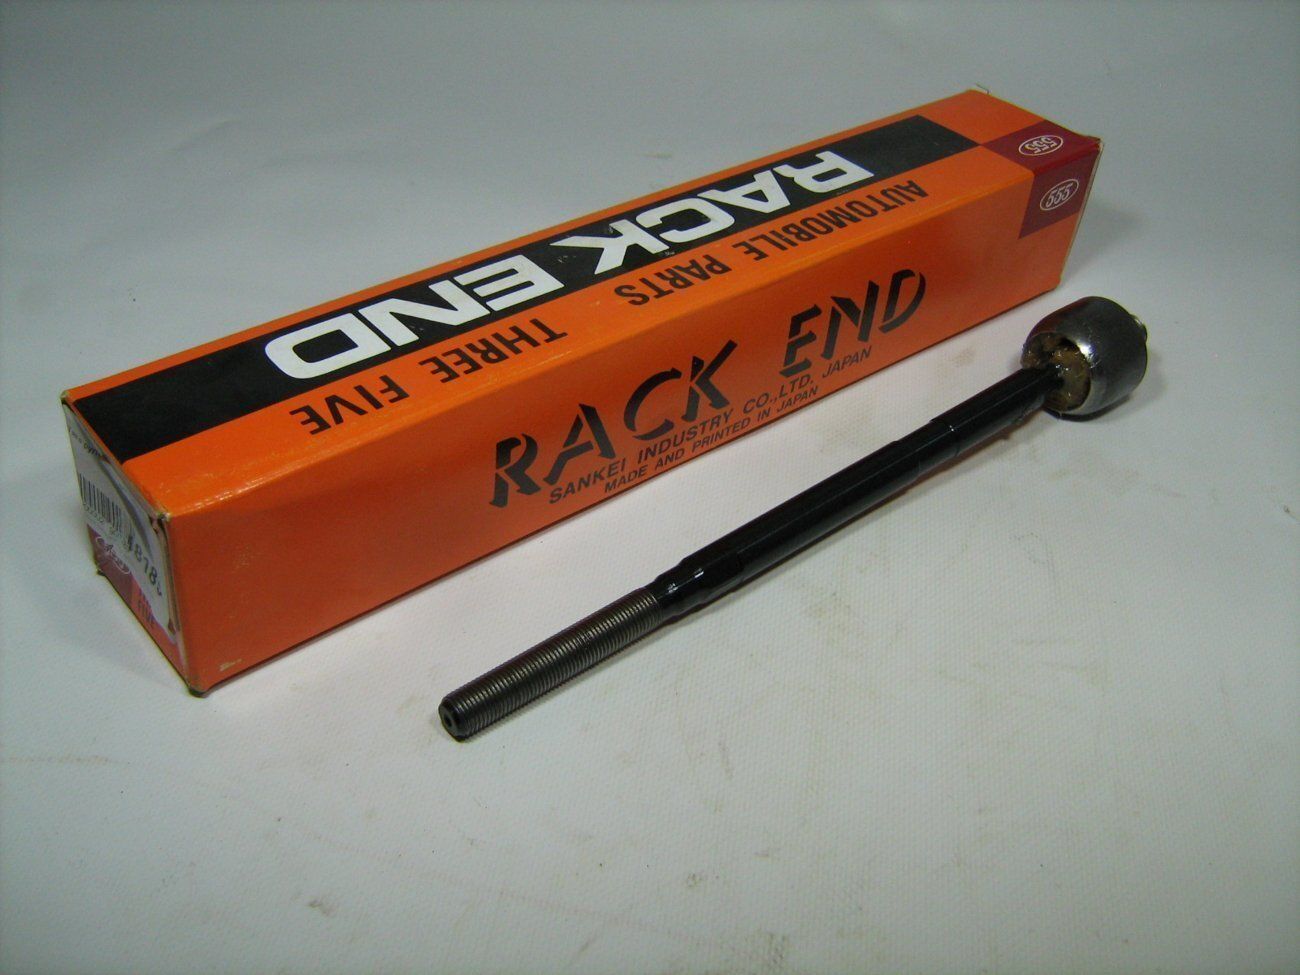 RACK END
AUTOMOBILE PARTS THREE FIVE
555
555
RACK END
SANKEI INDUSTRY CO.,LTD. JAPAN
MADE AND PRINTED IN JAPAN